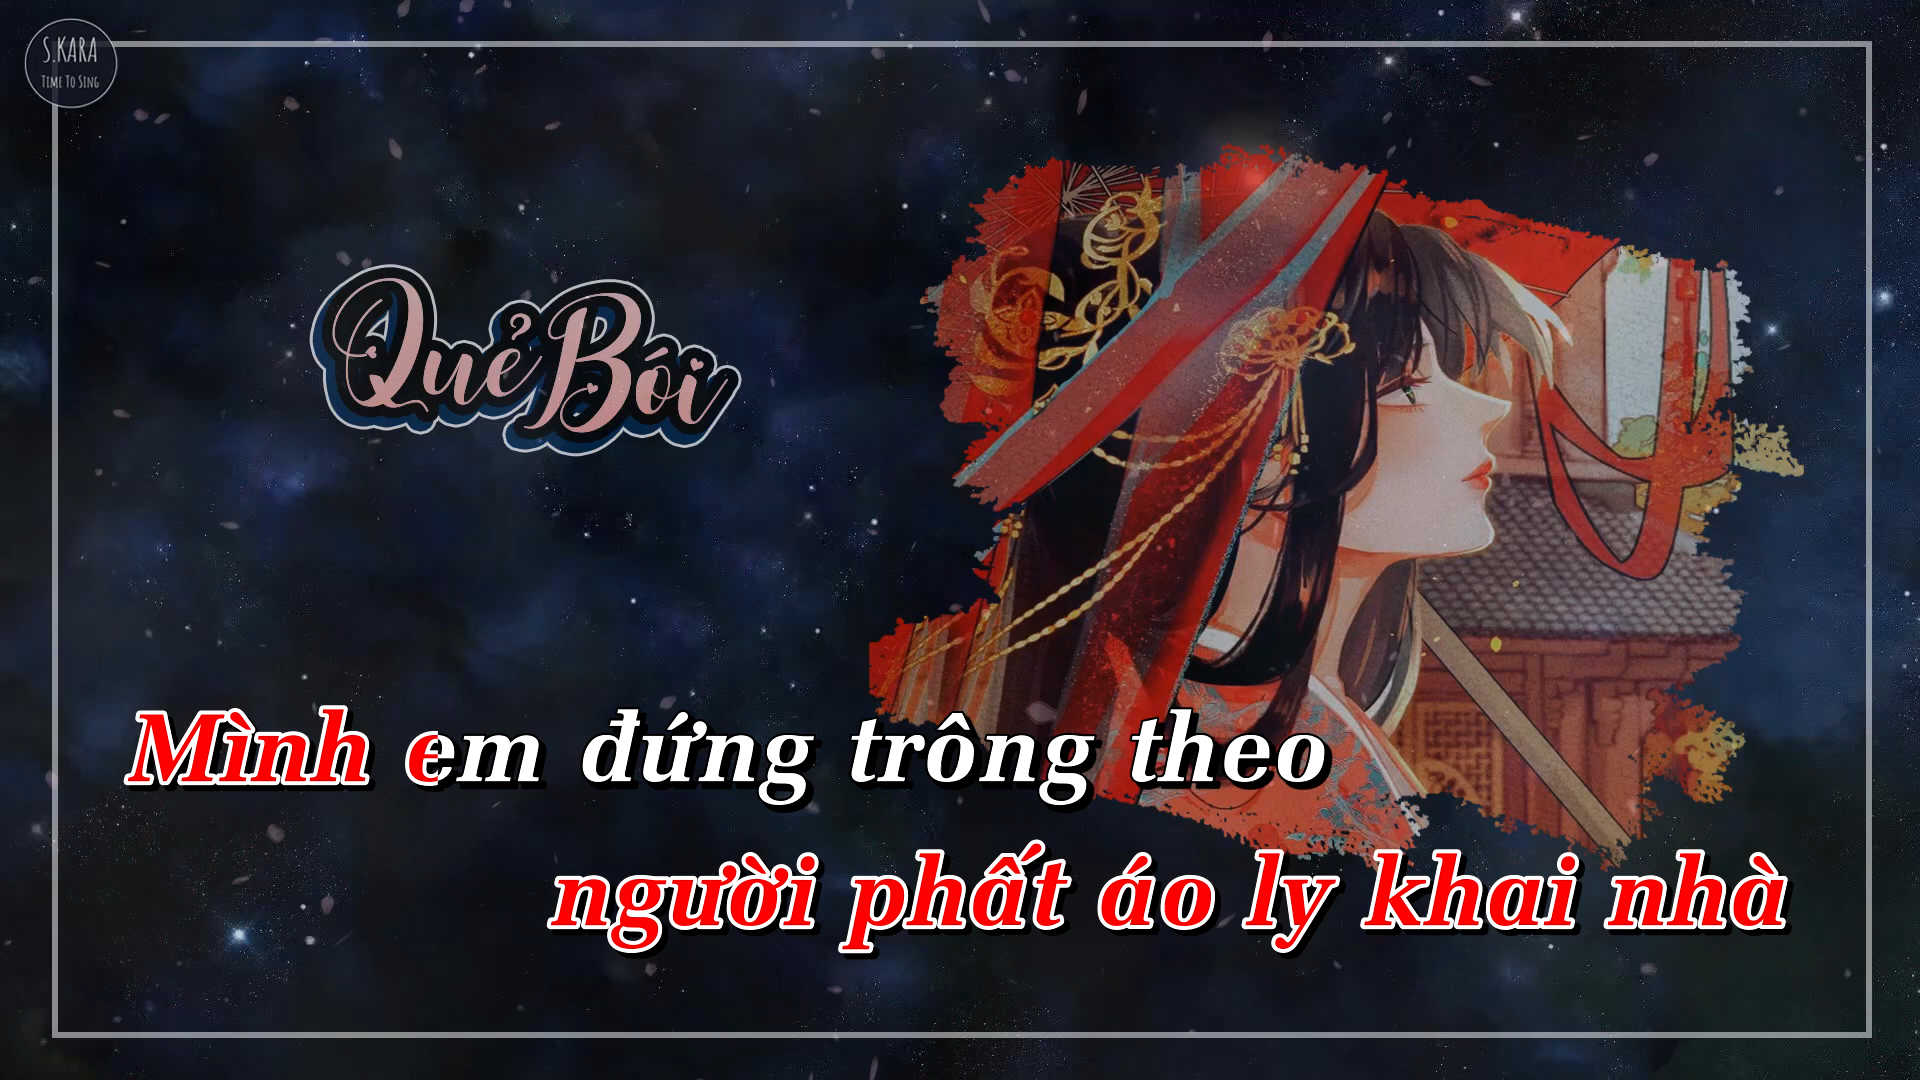 S.KARA
TIME TO SING
Quẻ Bói
Mình em đứng trông theo
người phất áo ly khai nhà